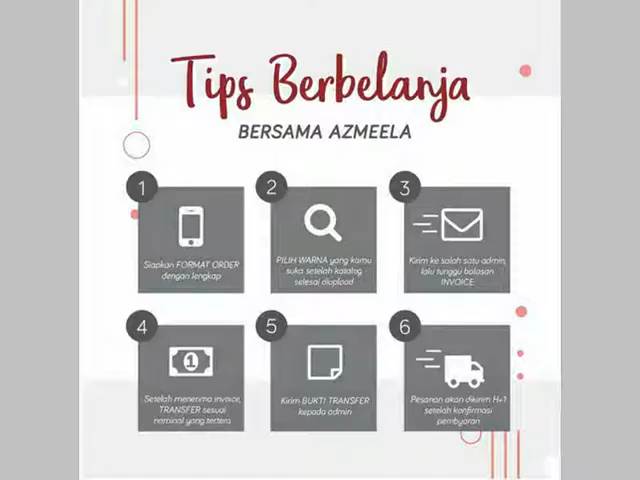 Tips Berbelanja
BERSAMA AZMEELA
1
Siapkan FORMAT ORDER
dengan lengkap
2
PILIH WARNA yang kamu
suka setelah katalog
selesai diupload
3
Kirim ke salah satu admin,
lalu tunggu balasan
INVOICE
4
Setelah menerima invoice,
TRANSFER sesuai
nominal yang tertera
5
Kirim BUKTI TRANSFER
kepada admin
6
Pesanan akan dikirim H+1
setelah konfirmasi
pembyaran